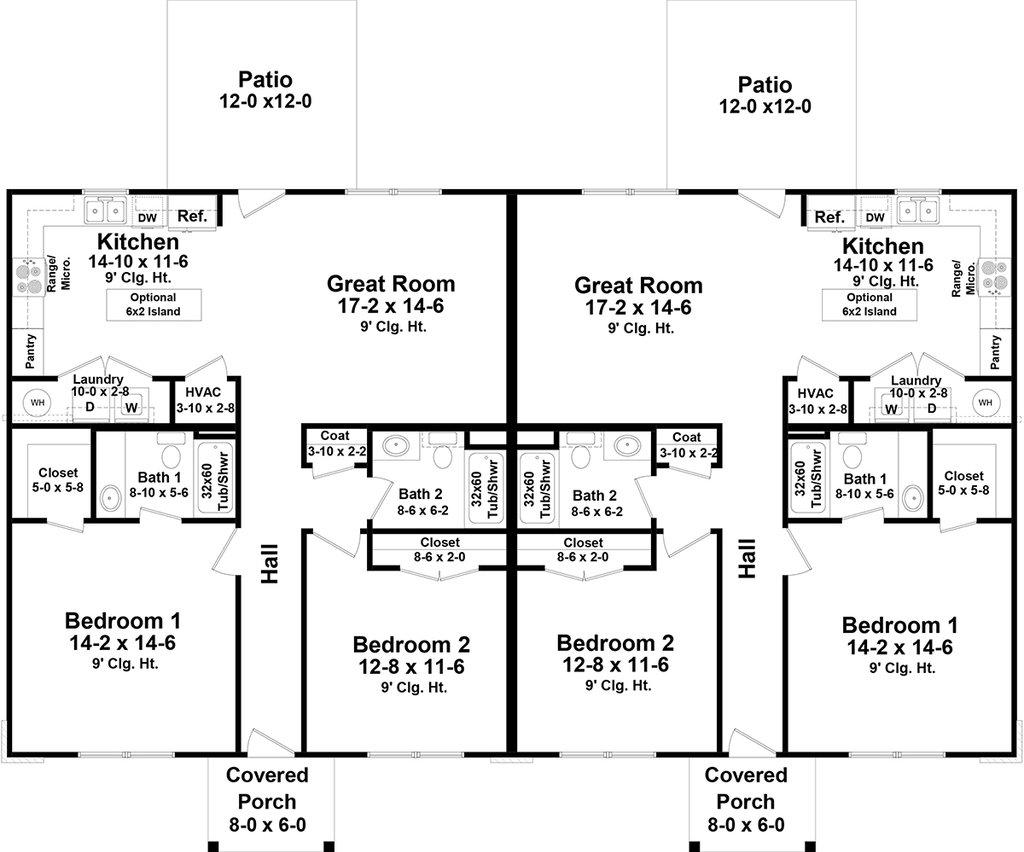 Patio
12-0 x12-0
Patio
12-0 x12-0
DW
Ref.
Kitchen
14-10 x 11-6
9' Clg. Ht.
Range/
Micro.
Optional
6x2 Island
Pantry
Great Room
17-2 x 14-6
9' Clg. Ht.
Great Room
17-2 x 14-6
9' Clg. Ht.
Ref.
DW
Kitchen
14-10 x 11-6
9' Clg. Ht.
Range/
Micro.
Optional
6x2 Island
Pantry
Laundry
10-0 x 2-8
WH
D
W
HVAC
3-10 x 2-8
HVAC
3-10 x 2-8
Laundry
10-0 x 2-8
W
D
WH
Closet
5-0 x 5-8
Bath 1
8-10 x 5-6
32x60
Tub/Shwr
Coat
3-10 x 2-2
Bath 2
8-6 x 6-2
32x60
Tub/Shwr
32x60
Tub/Shwr
Bath 2
8-6 x 6-2
Coat
3-10 x 2-2
32x60
Tub/Shwr
Bath 1
8-10 x 5-6
Closet
5-0 x 5-8
Hall
Closet
8-6 x 2-0
Closet
8-6 x 2-0
Hall
Bedroom 1
14-2 x 14-6
9' Clg. Ht.
Bedroom 2
12-8 x 11-6
9' Clg. Ht.
Bedroom 2
12-8 x 11-6
9' Clg. Ht.
Bedroom 1
14-2 x 14-6
9' Clg. Ht.
Covered
Porch
8-0 x 6-0
Covered
Porch
8-0 x 6-0